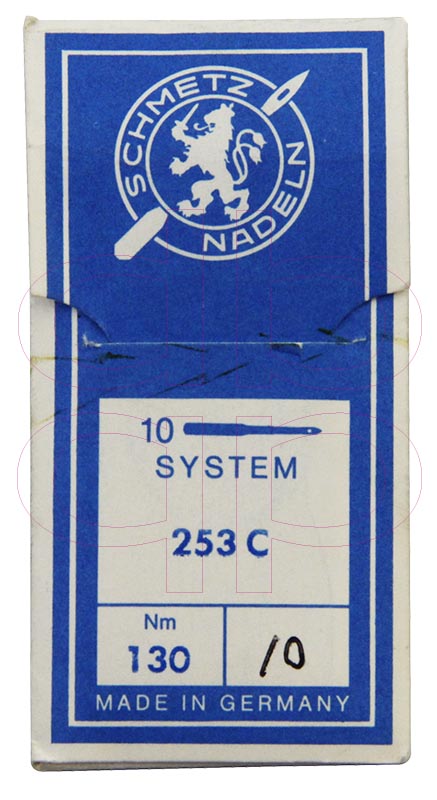 SCHMETZ
NADELN
10
SYSTEM
253 C
Nm
130
10
MADE IN GERMANY